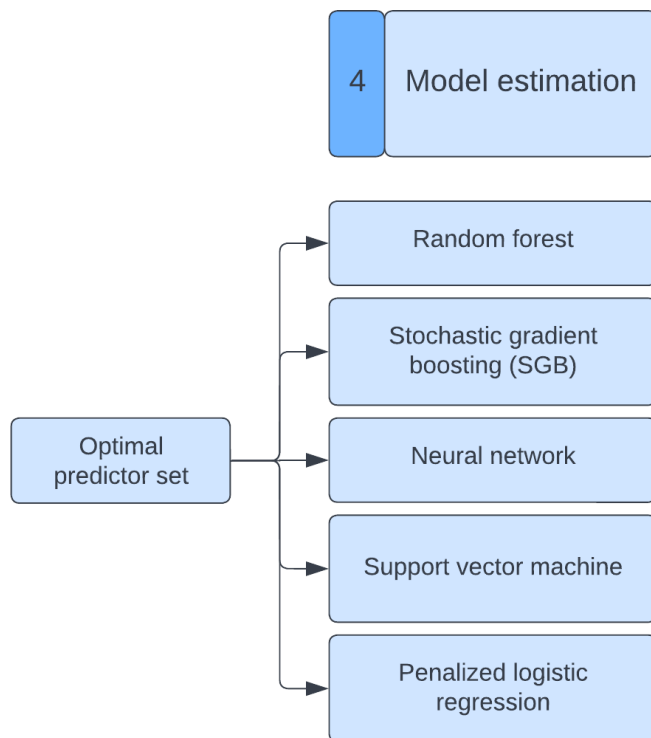 4
Model estimation
Random forest
Stochastic gradient
boosting (SGB)
Optimal
predictor set
Neural network
Support vector machine
Penalized logistic
regression